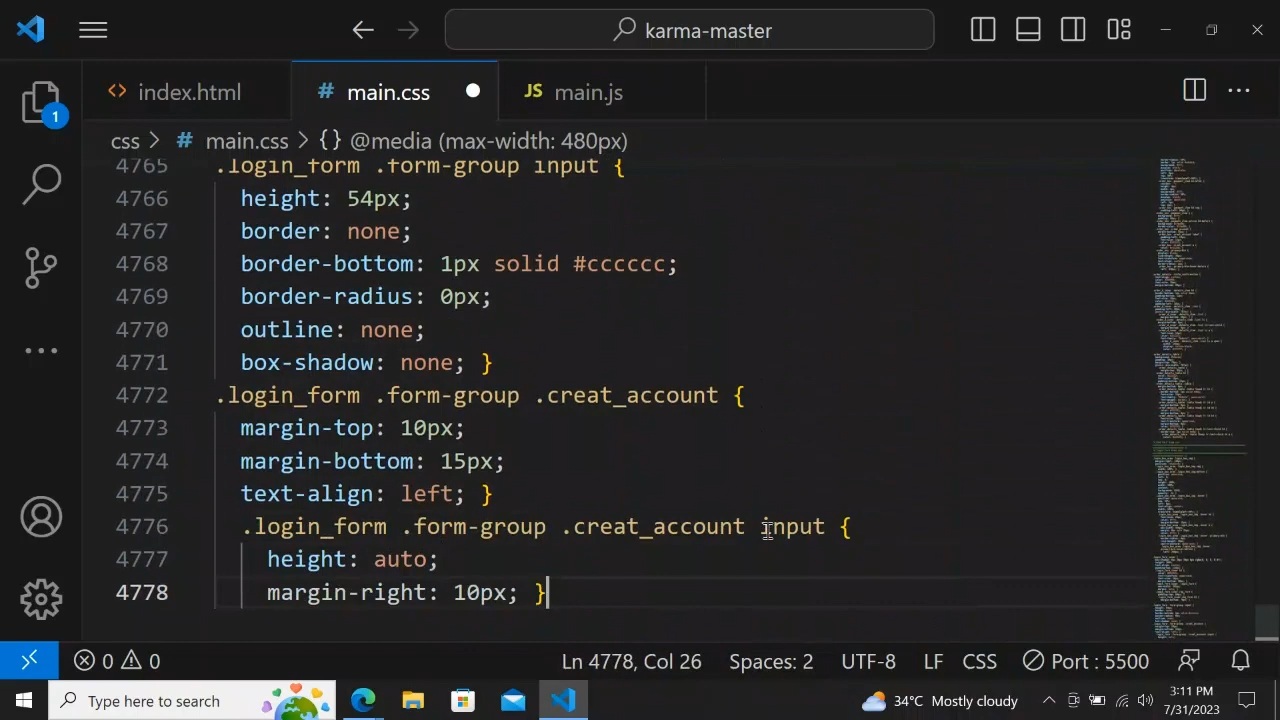 karma-master
index.html
main.css
JS main.js
1
css > # main.css > {} @media (max-width: 480px)
4765 .login_form .form-group input {
4766 height: 54px;
4767 border: none;
4768 border-bottom: 1px solid #cccccc;
4769 border-radius: 0px;
4770 outline: none;
4771 box-shadow: none; }
4772 .login_form .form-group .creat_account {
4773 margin-top: 10px;
4774 margin-bottom: 15px;
4775 text-align: left; }
4776 .login_form .form-group .creat_account input {
4777 height: auto;
4778 margin-right: 10px; }
0 0 Ln 4778, Col 26 Spaces: 2 UTF-8 LF CSS Port : 5500
Type here to search 34°C Mostly cloudy 3:11 PM
7/31/2023